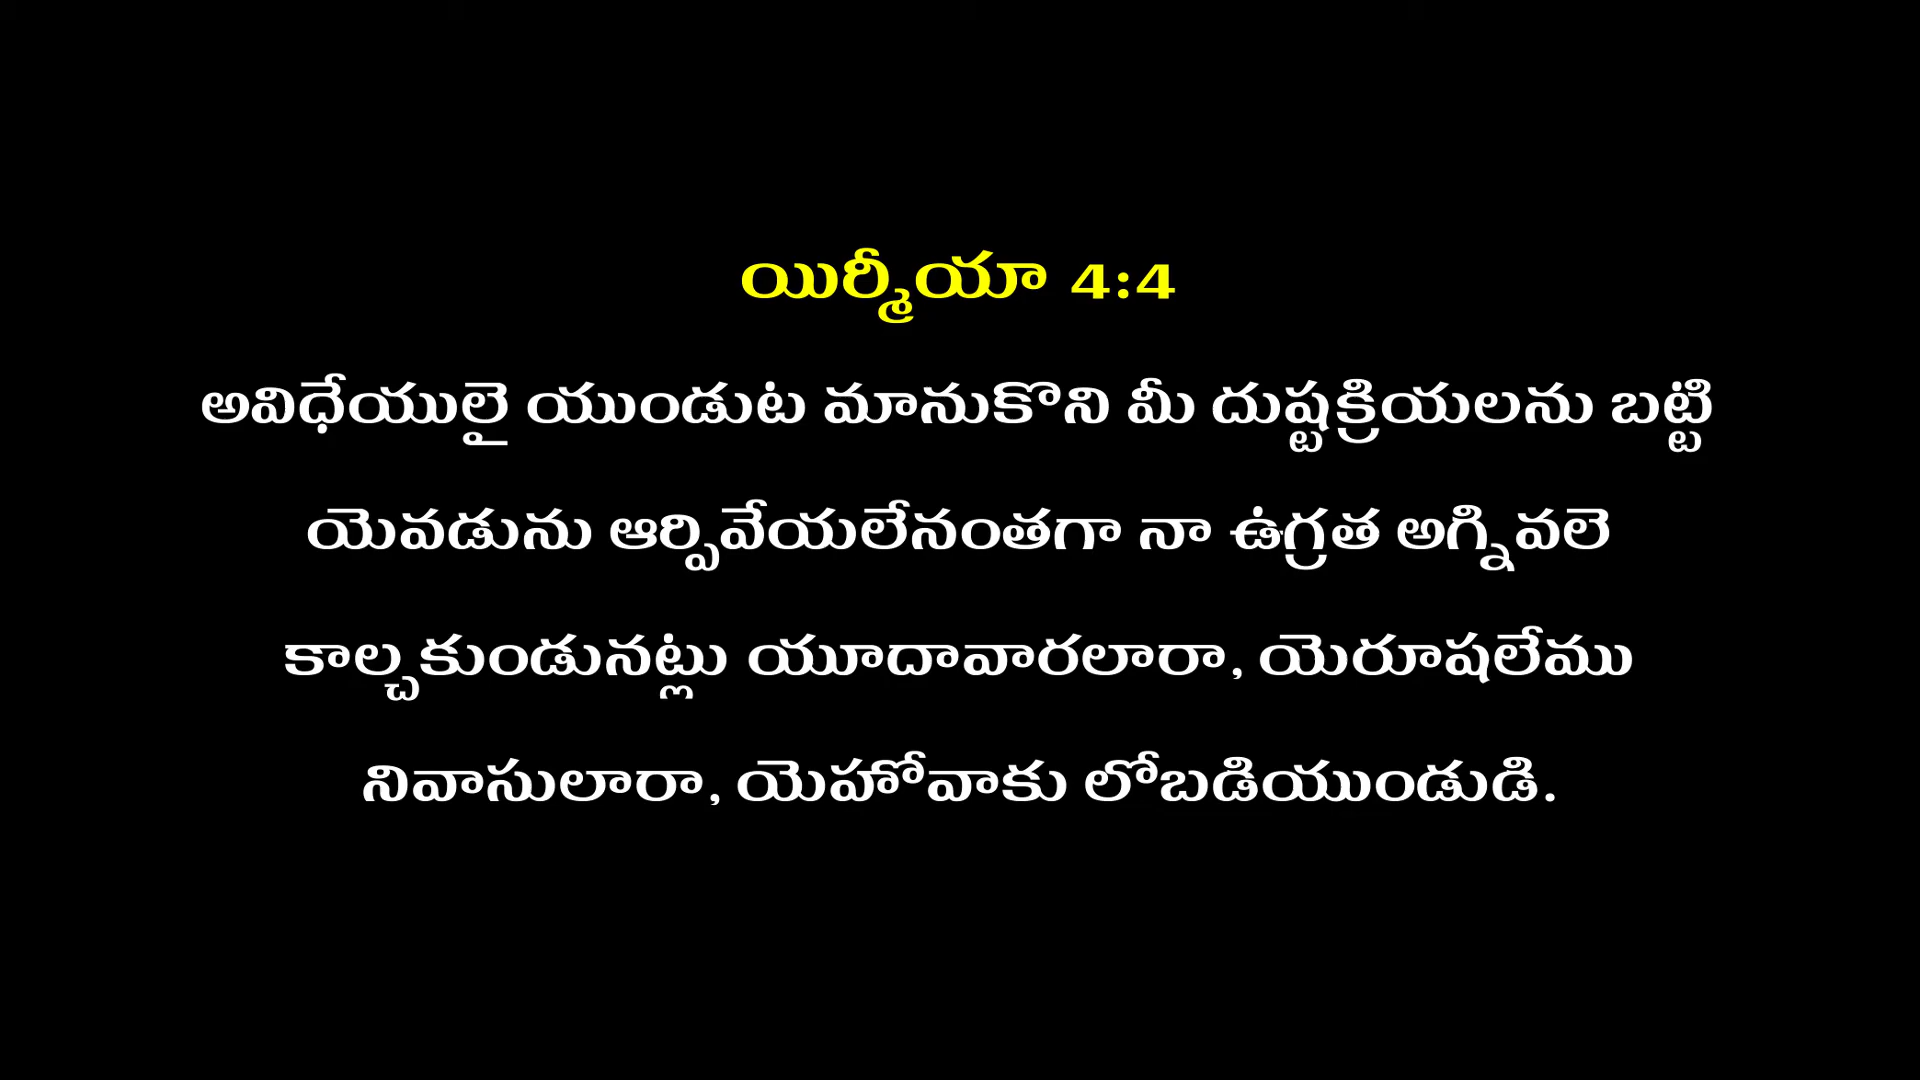 యిర్మీయా 4:4
అవిధేయులై యుండుట మానుకొని మీ దుష్టక్రియలను బట్టి
యెవడును ఆర్పివేయలేనంతగా నా ఉగ్రత అగ్నివలె
కాల్చకుండునట్లు యూదావారలారా, యెరూషలేము
నివాసులారా, యెహోవాకు లోబడియుండుడి.